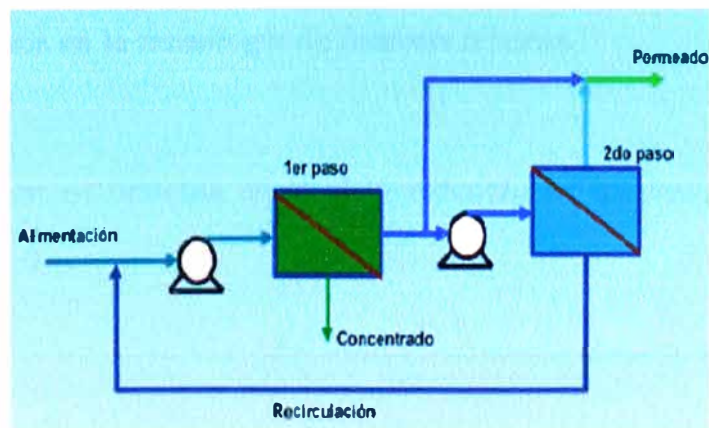 Permeado
1er paso
2do paso
Alimentación
Concentrado
Recirculación